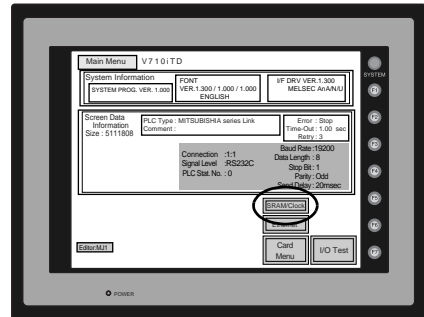 Main Menu V710iTD
System Information
SYSTEM PROG. VER. 1.000
FONT
VER.1.300 / 1.000 / 1.000
ENGLISH
I/F DRV VER.1.300
MELSEC AnA/N/U
SYSTEM
F1
Screen Data
Information
Size : 5111808
PLC Type : MITSUBISHIA series Link
Comment :
Error : Stop
Time-Out : 1.00 sec
Retry : 3
F2
F3
Connection :1:1
Signal Level :RS232C
PLC Stat. No. : 0
Baud Rate :19200
Data Length : 8
Stop Bit : 1
Parity : Odd
Send Delay : 20msec
F4
SRAM/Clock
F5
Ethernet
F6
Editor:MJ1
Card
Menu
I/O Test
F7
POWER